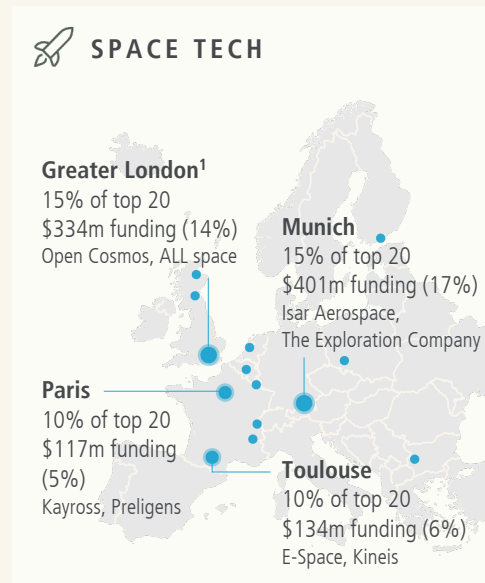 SPACE TECH
Greater London¹
15% of top 20
$334m funding (14%)
Open Cosmos, ALL space
Munich
15% of top 20
$401m funding (17%)
Isar Aerospace,
The Exploration Company
Paris
10% of top 20
$117m funding
(5%)
Kayross, Preligens
Toulouse
10% of top 20
$134m funding (6%)
E-Space, Kineis